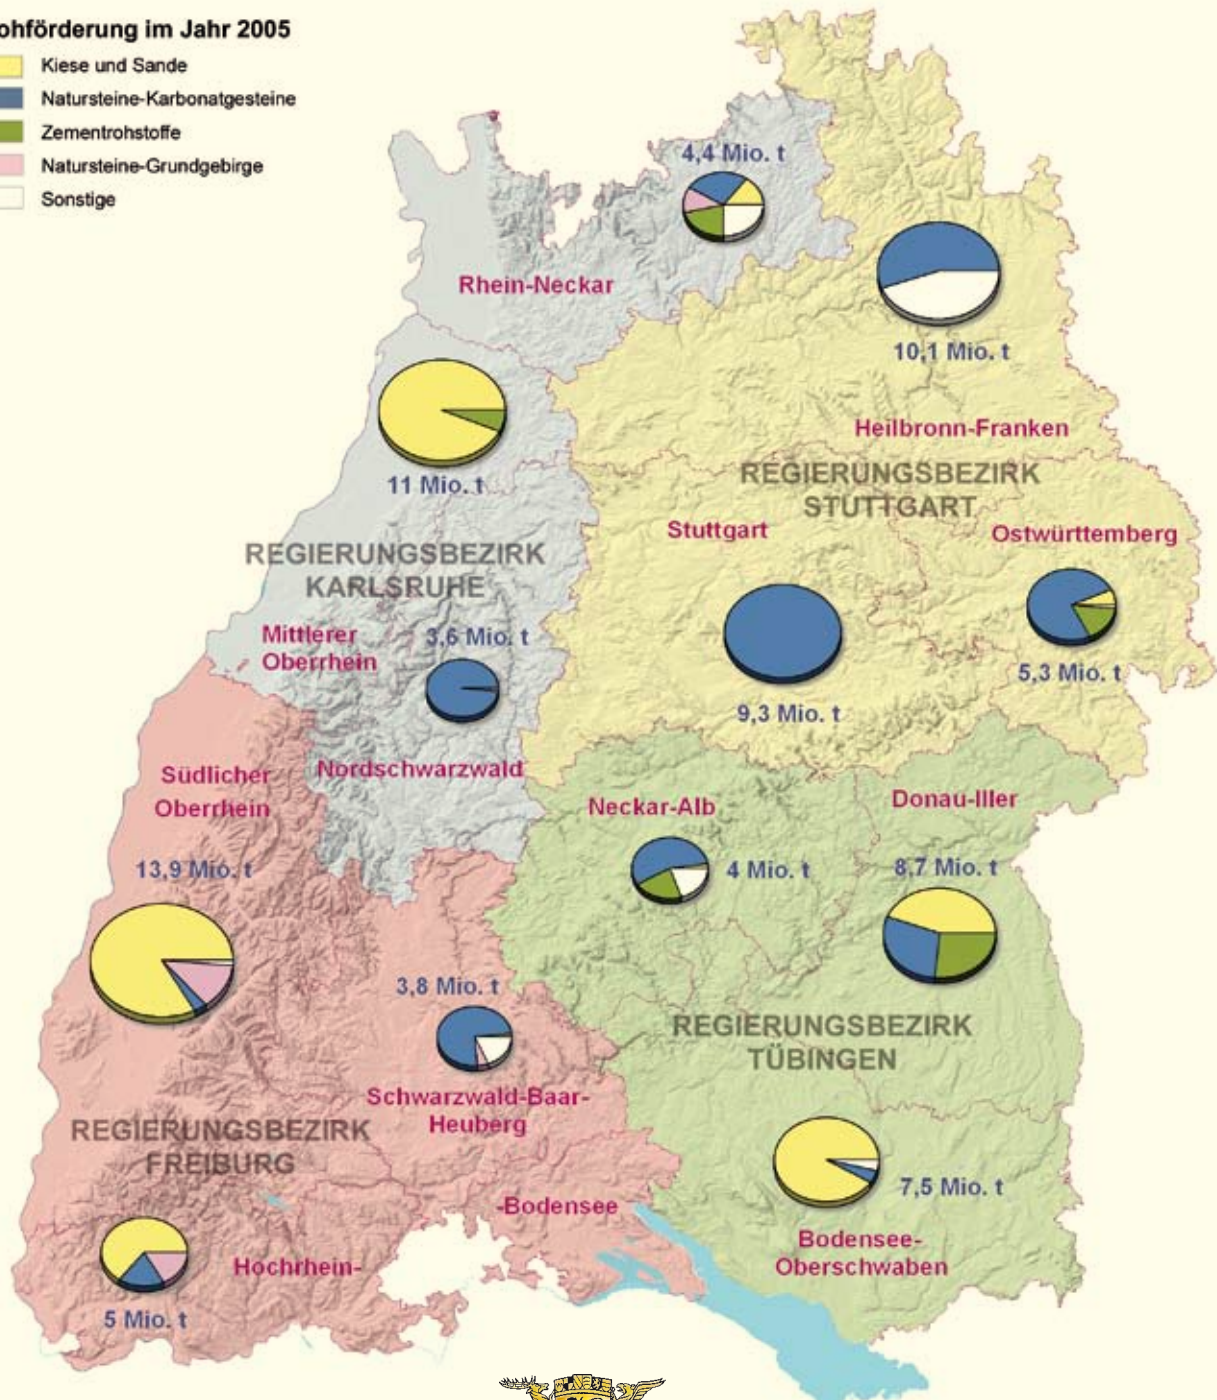 ohförderung im Jahr 2005
Kiese und Sande
Natursteine-Karbonatgesteine
Zementrohstoffe
Natursteine-Grundgebirge
Sonstige
4,4 Mio. t
Rhein-Neckar
10,1 Mio. t
Heilbronn-Franken
11 Mio. t
REGIERUNGSBEZIRK
STUTTGART
Stuttgart
Ostwürttemberg
REGIERUNGSBEZIRK
KARLSRUHE
Mittlerer
Oberrhein
3,6 Mio. t
9,3 Mio. t
5,3 Mio. t
Nordschwarzwald
Südlicher
Oberrhein
13,9 Mio. t
Neckar-Alb
4 Mio. t
Donau-Iller
8,7 Mio. t
3,8 Mio. t
Schwarzwald-Baar-
Heuberg
REGIERUNGSBEZIRK
TÜBINGEN
REGIERUNGSBEZIRK
FREIBURG
7,5 Mio. t
Bodensee-
Oberschwaben
-Bodensee
Hochrhein-
5 Mio. t